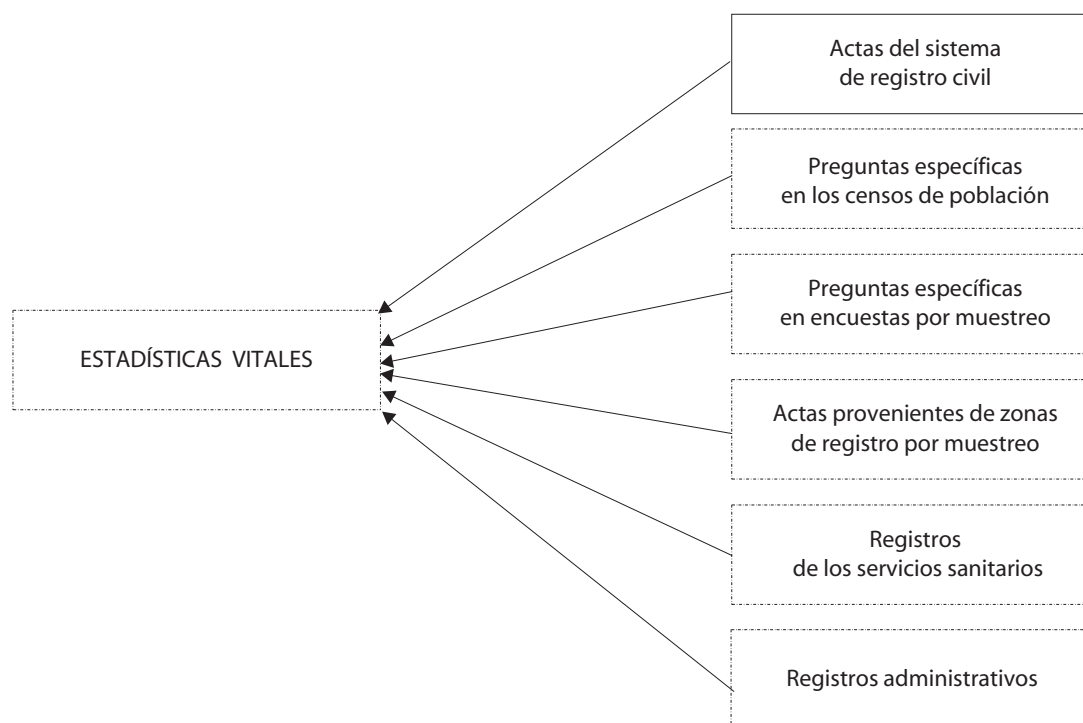 Actas del sistema
de registro civil
Preguntas específicas
en los censos de población
Preguntas específicas
en encuestas por muestreo
ESTADÍSTICAS VITALES
Actas provenientes de zonas
de registro por muestreo
Registros
de los servicios sanitarios
Registros administrativos